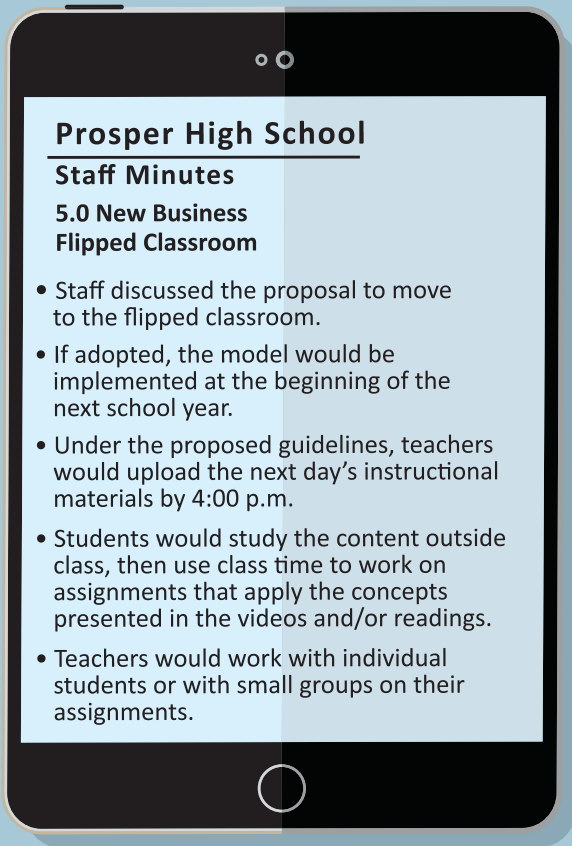 Prosper High School
Staff Minutes
5.0 New Business
Flipped Classroom
• Staff discussed the proposal to move
to the flipped classroom.
• If adopted, the model would be
implemented at the beginning of the
next school year.
• Under the proposed guidelines, teachers
would upload the next day’s instructional
materials by 4:00 p.m.
• Students would study the content outside
class, then use class time to work on
assignments that apply the concepts
presented in the videos and/or readings.
• Teachers would work with individual
students or with small groups on their
assignments.